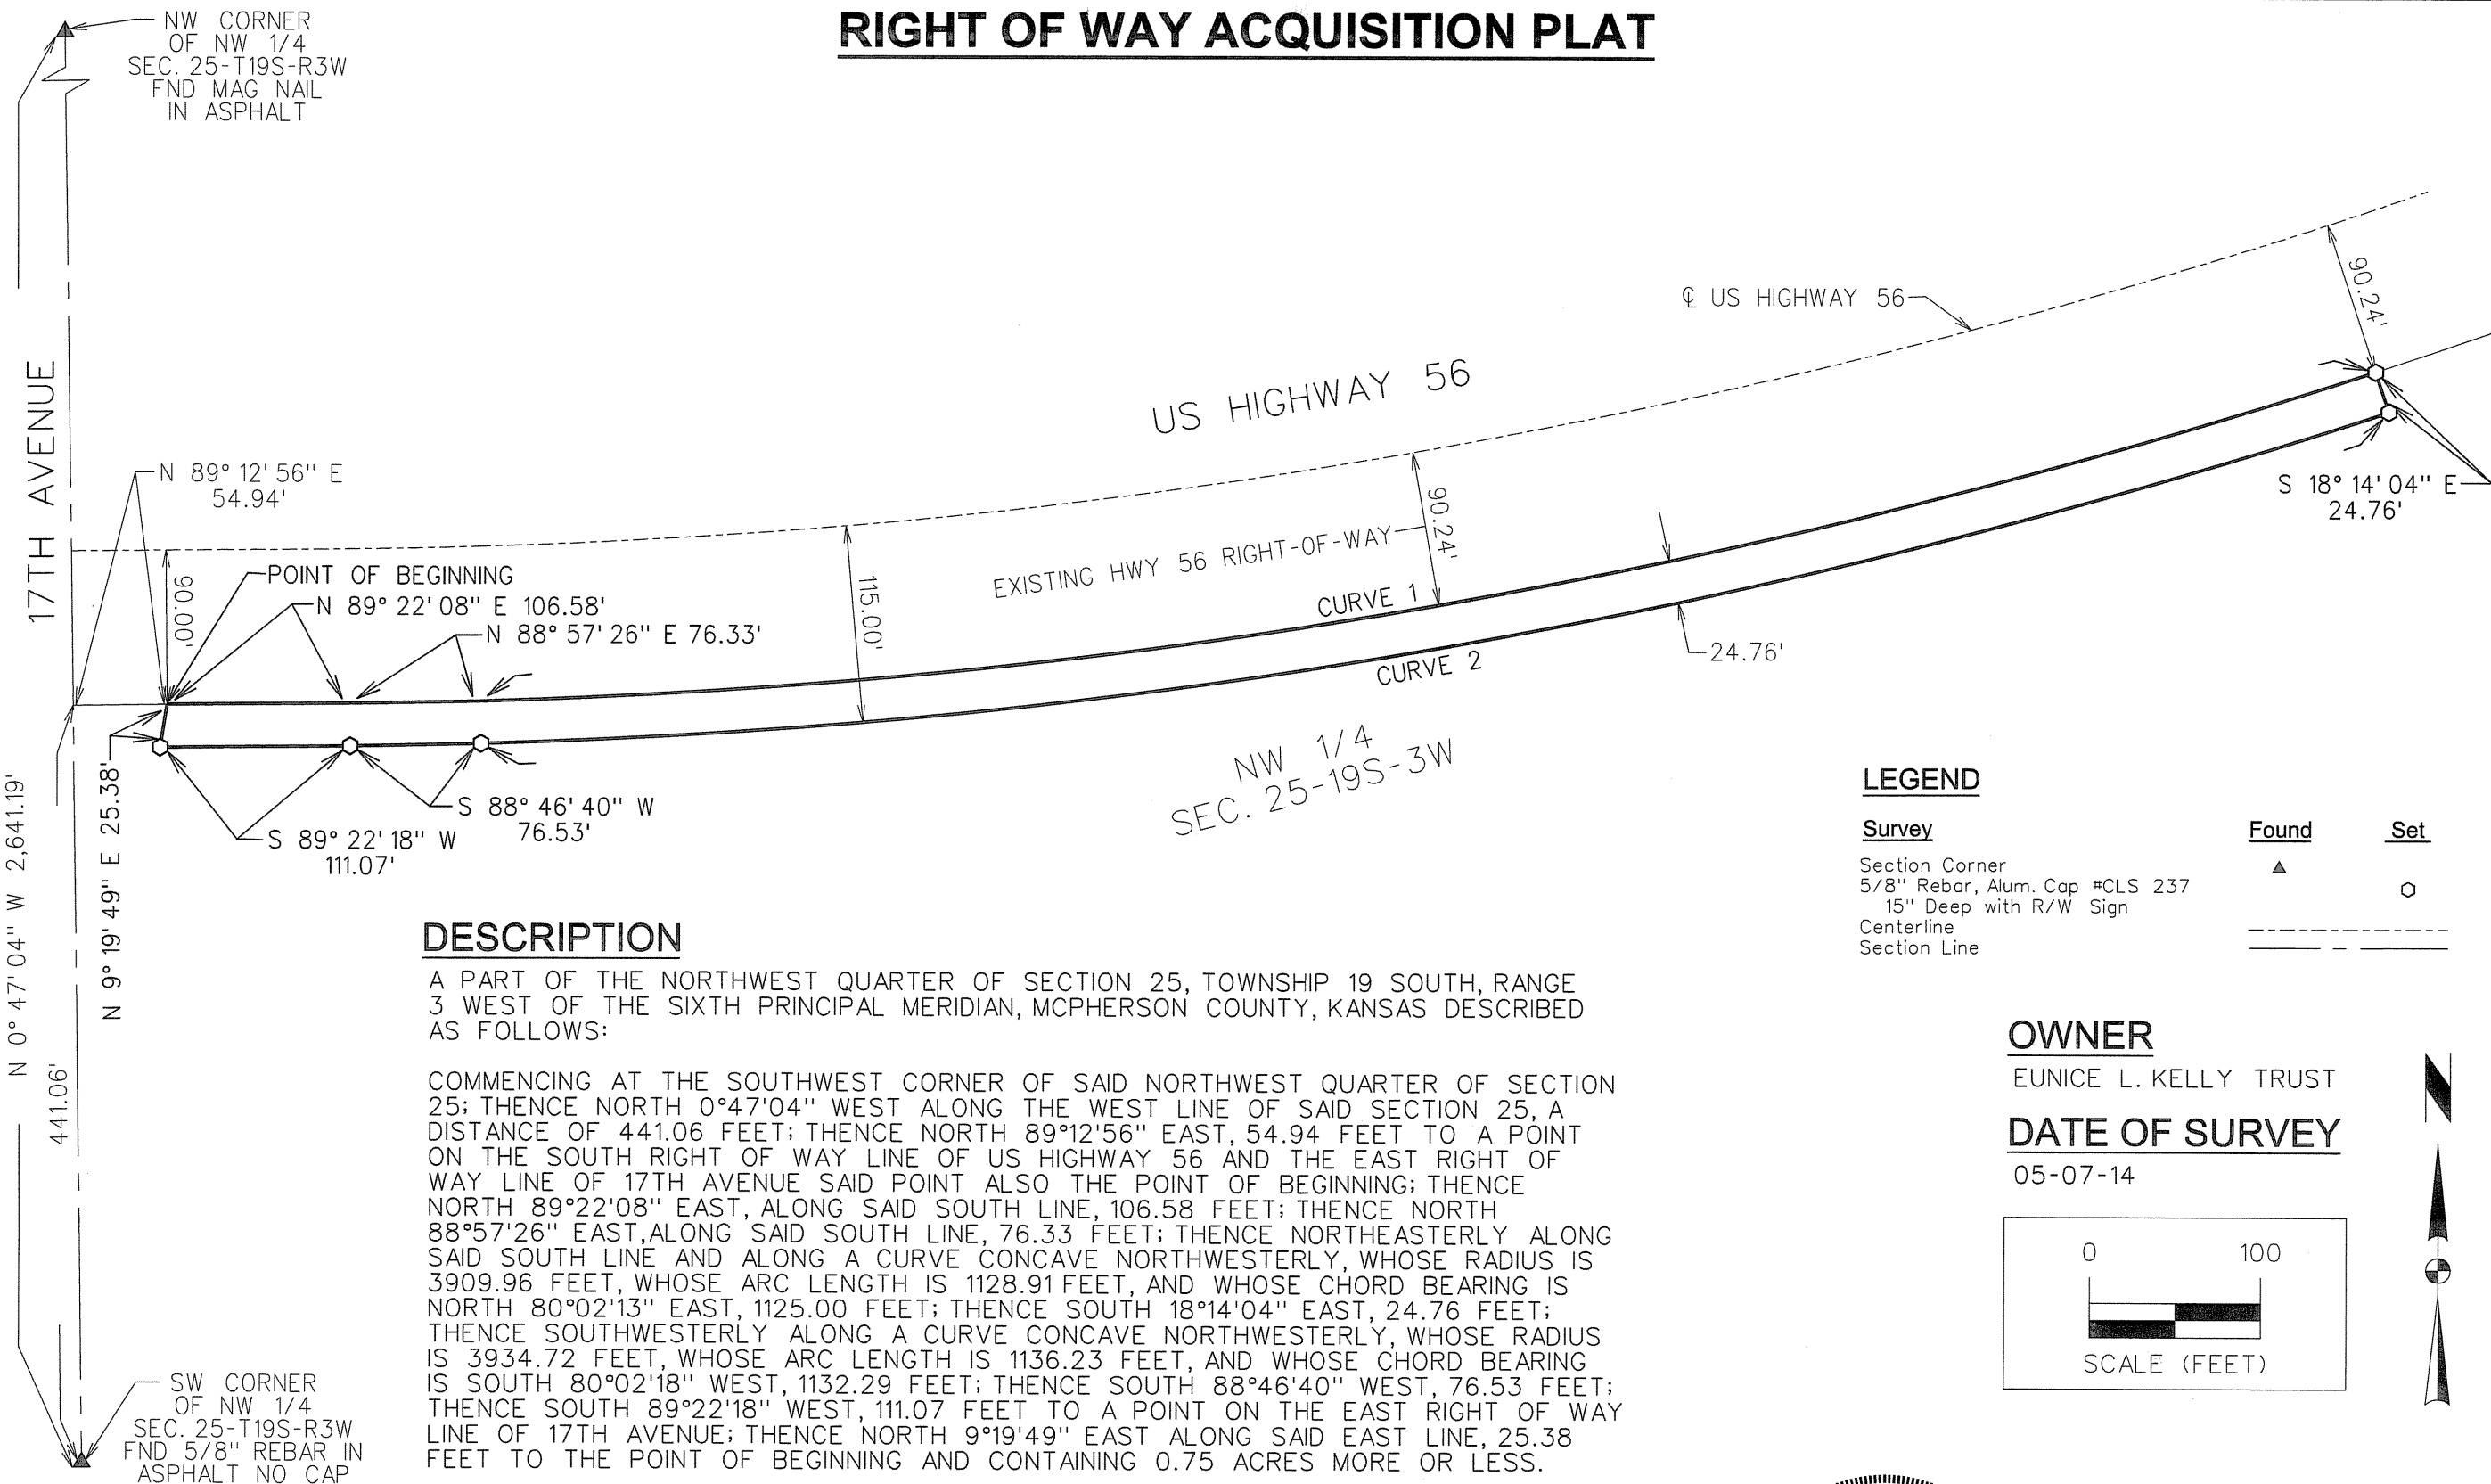 RIGHT OF WAY ACQUISITION PLAT
NW CORNER
OF NW 1/4
SEC. 25-T19S-R3W
FND MAG NAIL
IN ASPHALT
17TH AVENUE
N 89° 12' 56" E
54.94'
90.00'
POINT OF BEGINNING
N 89° 22' 08" E 106.58'
N 88° 57' 26" E 76.33'
115.00'
US HIGHWAY 56
EXISTING HWY 56 RIGHT-OF-WAY
90.24'
CURVE 1
CURVE 2
℄ US HIGHWAY 56
90.24'
S 18° 14' 04" E
24.76'
24.76'
NW 1/4
SEC. 25-19S-3W
N 0° 47' 04" W 2,641.19'
441.06'
N 9° 19' 49" E 25.38'
S 88° 46' 40" W
76.53'
S 89° 22' 18" W
111.07'
LEGEND
Survey Found Set
Section Corner
5/8" Rebar, Alum. Cap #CLS 237
15" Deep with R/W Sign
Centerline
Section Line
DESCRIPTION
A PART OF THE NORTHWEST QUARTER OF SECTION 25, TOWNSHIP 19 SOUTH, RANGE
3 WEST OF THE SIXTH PRINCIPAL MERIDIAN, MCPHERSON COUNTY, KANSAS DESCRIBED
AS FOLLOWS:
COMMENCING AT THE SOUTHWEST CORNER OF SAID NORTHWEST QUARTER OF SECTION
25; THENCE NORTH 0°47'04" WEST ALONG THE WEST LINE OF SAID SECTION 25, A
DISTANCE OF 441.06 FEET; THENCE NORTH 89°12'56" EAST, 54.94 FEET TO A POINT
ON THE SOUTH RIGHT OF WAY LINE OF US HIGHWAY 56 AND THE EAST RIGHT OF
WAY LINE OF 17TH AVENUE SAID POINT ALSO THE POINT OF BEGINNING; THENCE
NORTH 89°22'08" EAST, ALONG SAID SOUTH LINE, 106.58 FEET; THENCE NORTH
88°57'26" EAST,ALONG SAID SOUTH LINE, 76.33 FEET; THENCE NORTHEASTERLY ALONG
SAID SOUTH LINE AND ALONG A CURVE CONCAVE NORTHWESTERLY, WHOSE RADIUS IS
3909.96 FEET, WHOSE ARC LENGTH IS 1128.91 FEET, AND WHOSE CHORD BEARING IS
NORTH 80°02'13" EAST, 1125.00 FEET; THENCE SOUTH 18°14'04" EAST, 24.76 FEET;
THENCE SOUTHWESTERLY ALONG A CURVE CONCAVE NORTHWESTERLY, WHOSE RADIUS
IS 3934.72 FEET, WHOSE ARC LENGTH IS 1136.23 FEET, AND WHOSE CHORD BEARING
IS SOUTH 80°02'18" WEST, 1132.29 FEET; THENCE SOUTH 88°46'40" WEST, 76.53 FEET;
THENCE SOUTH 89°22'18" WEST, 111.07 FEET TO A POINT ON THE EAST RIGHT OF WAY
LINE OF 17TH AVENUE; THENCE NORTH 9°19'49" EAST ALONG SAID EAST LINE, 25.38
FEET TO THE POINT OF BEGINNING AND CONTAINING 0.75 ACRES MORE OR LESS.
OWNER
EUNICE L. KELLY TRUST
DATE OF SURVEY
05-07-14
0 100
SCALE (FEET)
N
SW CORNER
OF NW 1/4
SEC. 25-T19S-R3W
FND 5/8" REBAR IN
ASPHALT NO CAP